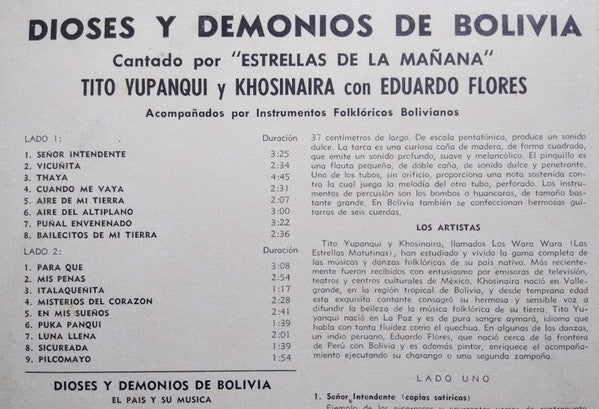 DIOSES Y DEMONIOS DE BOLIVIA
Cantado por "ESTRELLAS DE LA MAÑANA"
TITO YUPANQUI y KHOSINAIRA con EDUARDO FLORES
Acompañados por Instrumentos Folklóricos Bolivianos
LADO 1: Duración
1. SEÑOR INTENDENTE 3:25
2. VICUÑITA 2:34
3. THAYA 4:45
4. CUANDO ME VAYA 2:31
5. AIRE DE MI TIERRA 2:07
6. AIRE DEL ALTIPLANO 3:00
7. PUÑAL ENVENENADO 3:22
8. BAILECITOS DE MI TIERRA 2:36
LADO 2: Duración
1. PARA QUE 3:08
2. MIS PENAS 2:54
3. ITALAQUEÑITA 1:17
4. MISTERIOS DEL CORAZON 2:28
5. EN MIS SUEÑOS 2:41
6. PUKA PANQUI 1:39
7. LUNA LLENA 2:01
8. SICUREADA 1:39
9. PILCOMAYO 1:54
DIOSES Y DEMONIOS DE BOLIVIA
EL PAIS Y SU MUSICA
37 centímetros de largo. De escala pentatónica, produce un sonido
dulce. La tarca es una curiosa caña de madera, de forma cuadrada,
que emite un sonido profundo, suave y melancólico. El pinquillo es
una flauta pequeña, de doble caña, de sonido dulce y penetrante.
Uno de los tubos, sin orificio, proporciona una nota sostenida con-
tra la cual juega la melodía del otro tubo, perforado. Los instru-
mentos de percusión son los bombos o huancaras, de tamaño bas-
tante grande. En Bolivia también se confeccionan hermosas gui-
tarras de seis cuerdas.
LOS ARTISTAS
Tito Yupanqui y Khosinaira, llamados Los Wara Wara (Las
Estrellas Matutinas), han estudiado y vivido la gama completa de
las músicas y danzas folklóricas de su país nativo. Más reciente-
mente fueron recibidos con entusiasmo por emisoras de televisión,
teatros y centros culturales de México. Khosinaira nació en Valle-
grande, en la región tropical de Bolivia, y desde temprana edad
esta exquisita cantante consagró su hermosa y sensible voz a
difundir la belleza de la música folklórica de su tierra. Tito Yu-
panqui nació en La Paz y es de pura sangre aymará, idioma que
habla con tanta fluidez como el quechua. En algunas de las danzas,
un indio peruano, Eduardo Flores, que nació cerca de la frontera
de Perú con Bolivia y es además pintor, enriquece el acompaña-
miento ejecutando su charango o una segunda zampoña.
LADO UNO
1. Señor Intendente (coplas satíricas)